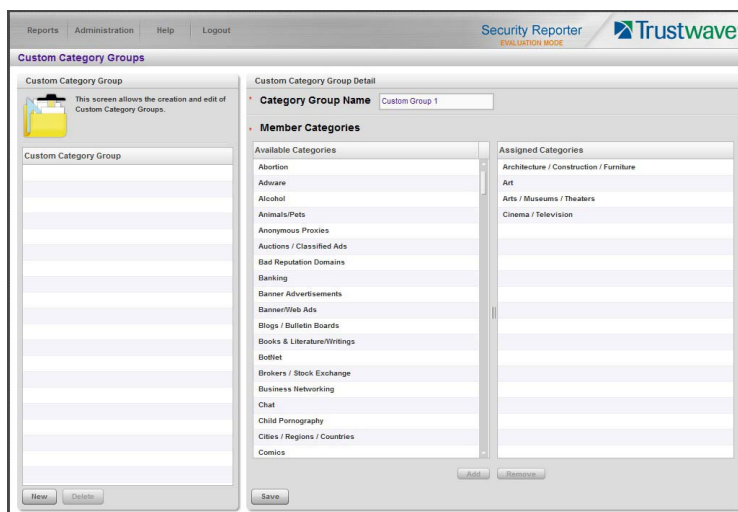 Reports Administration Help Logout
Security Reporter
EVALUATION MODE
Trustwave
Custom Category Groups
Custom Category Group
This screen allows the creation and edit of
Custom Category Groups.
Custom Category Group
New Delete
Custom Category Group Detail
* Category Group Name Custom Group 1
* Member Categories
Available Categories
Abortion
Adware
Alcohol
Animals/Pets
Anonymous Proxies
Auctions / Classified Ads
Bad Reputation Domains
Banking
Banner Advertisements
Banner/Web Ads
Blogs / Bulletin Boards
Books & Literature/Writings
BotNet
Brokers / Stock Exchange
Business Networking
Chat
Child Pornography
Cities / Regions / Countries
Comics
Assigned Categories
Architecture / Construction / Furniture
Art
Arts / Museums / Theaters
Cinema / Television
Add Remove
Save